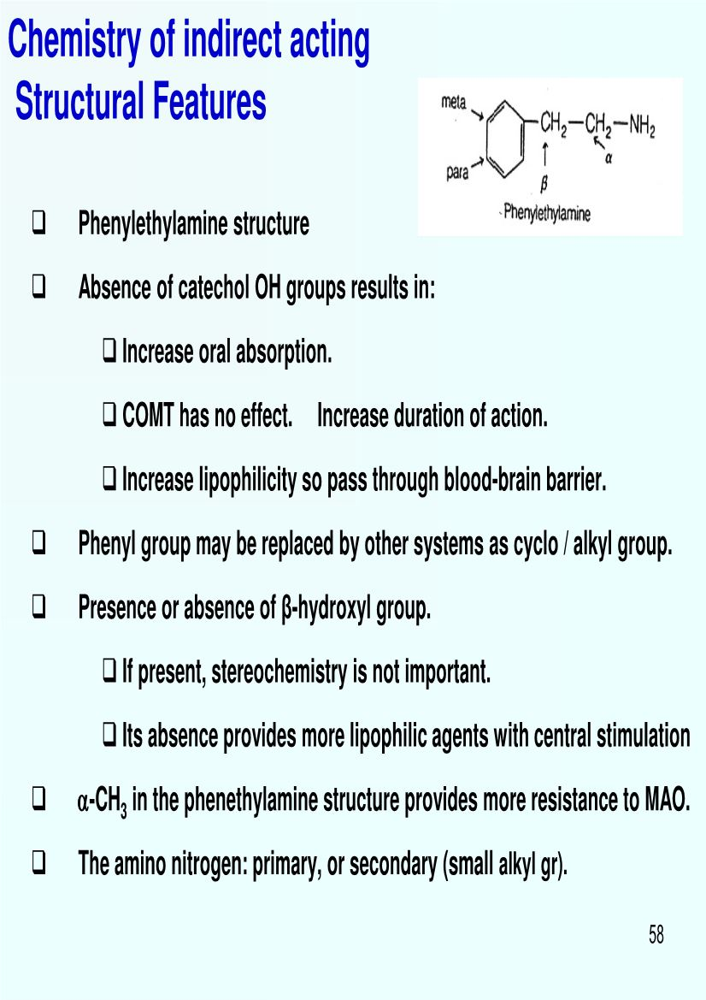 Chemistry of indirect acting
Structural Features
meta
CH₂—CH₂—NH₂
α
para
β
Phenylethylamine
❑ Phenylethylamine structure
❑ Absence of catechol OH groups results in:
❑ Increase oral absorption.
❑ COMT has no effect. Increase duration of action.
❑ Increase lipophilicity so pass through blood-brain barrier.
❑ Phenyl group may be replaced by other systems as cyclo / alkyl group.
❑ Presence or absence of β-hydroxyl group.
❑ If present, stereochemistry is not important.
❑ Its absence provides more lipophilic agents with central stimulation
❑ α-CH₃ in the phenethylamine structure provides more resistance to MAO.
❑ The amino nitrogen: primary, or secondary (small alkyl gr).
58